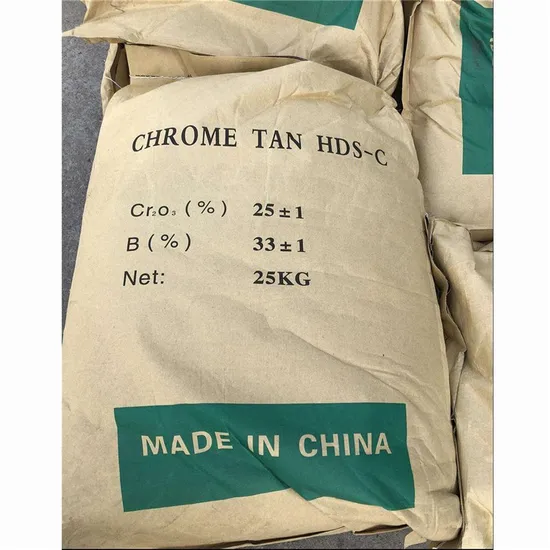 CHROME TAN HDS-C
Cr₂O₃ (%) 25±1
B (%) 33±1
Net: 25KG
MADE IN CHINA